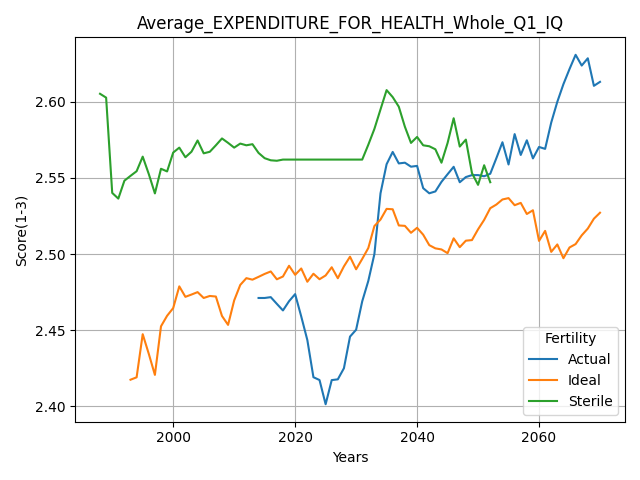 Average_EXPENDITURE_FOR_HEALTH_Whole_Q1_IQ
Score(1-3)
2.60
2.55
2.50
2.45
2.40
2000
2020
2040
2060
Years
Fertility
Actual
Ideal
Sterile